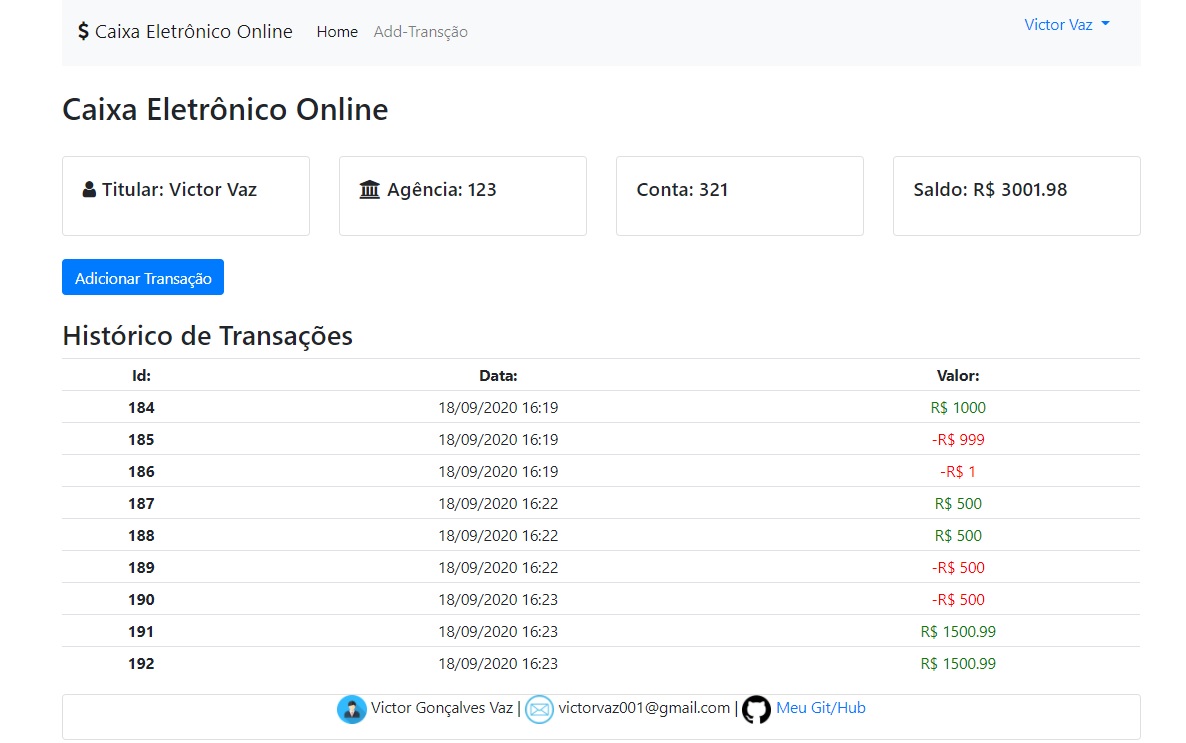 $ Caixa Eletrônico Online Home Add-Transção Victor Vaz
Caixa Eletrônico Online
Titular: Victor Vaz Agência: 123 Conta: 321 Saldo: R$ 3001.98
Adicionar Transação
Histórico de Transações
Id: Data: Valor:
184 18/09/2020 16:19 R$ 1000
185 18/09/2020 16:19 -R$ 999
186 18/09/2020 16:19 -R$ 1
187 18/09/2020 16:22 R$ 500
188 18/09/2020 16:22 R$ 500
189 18/09/2020 16:22 -R$ 500
190 18/09/2020 16:23 -R$ 500
191 18/09/2020 16:23 R$ 1500.99
192 18/09/2020 16:23 R$ 1500.99
Victor Gonçalves Vaz | victorvaz001@gmail.com | Meu Git/Hub